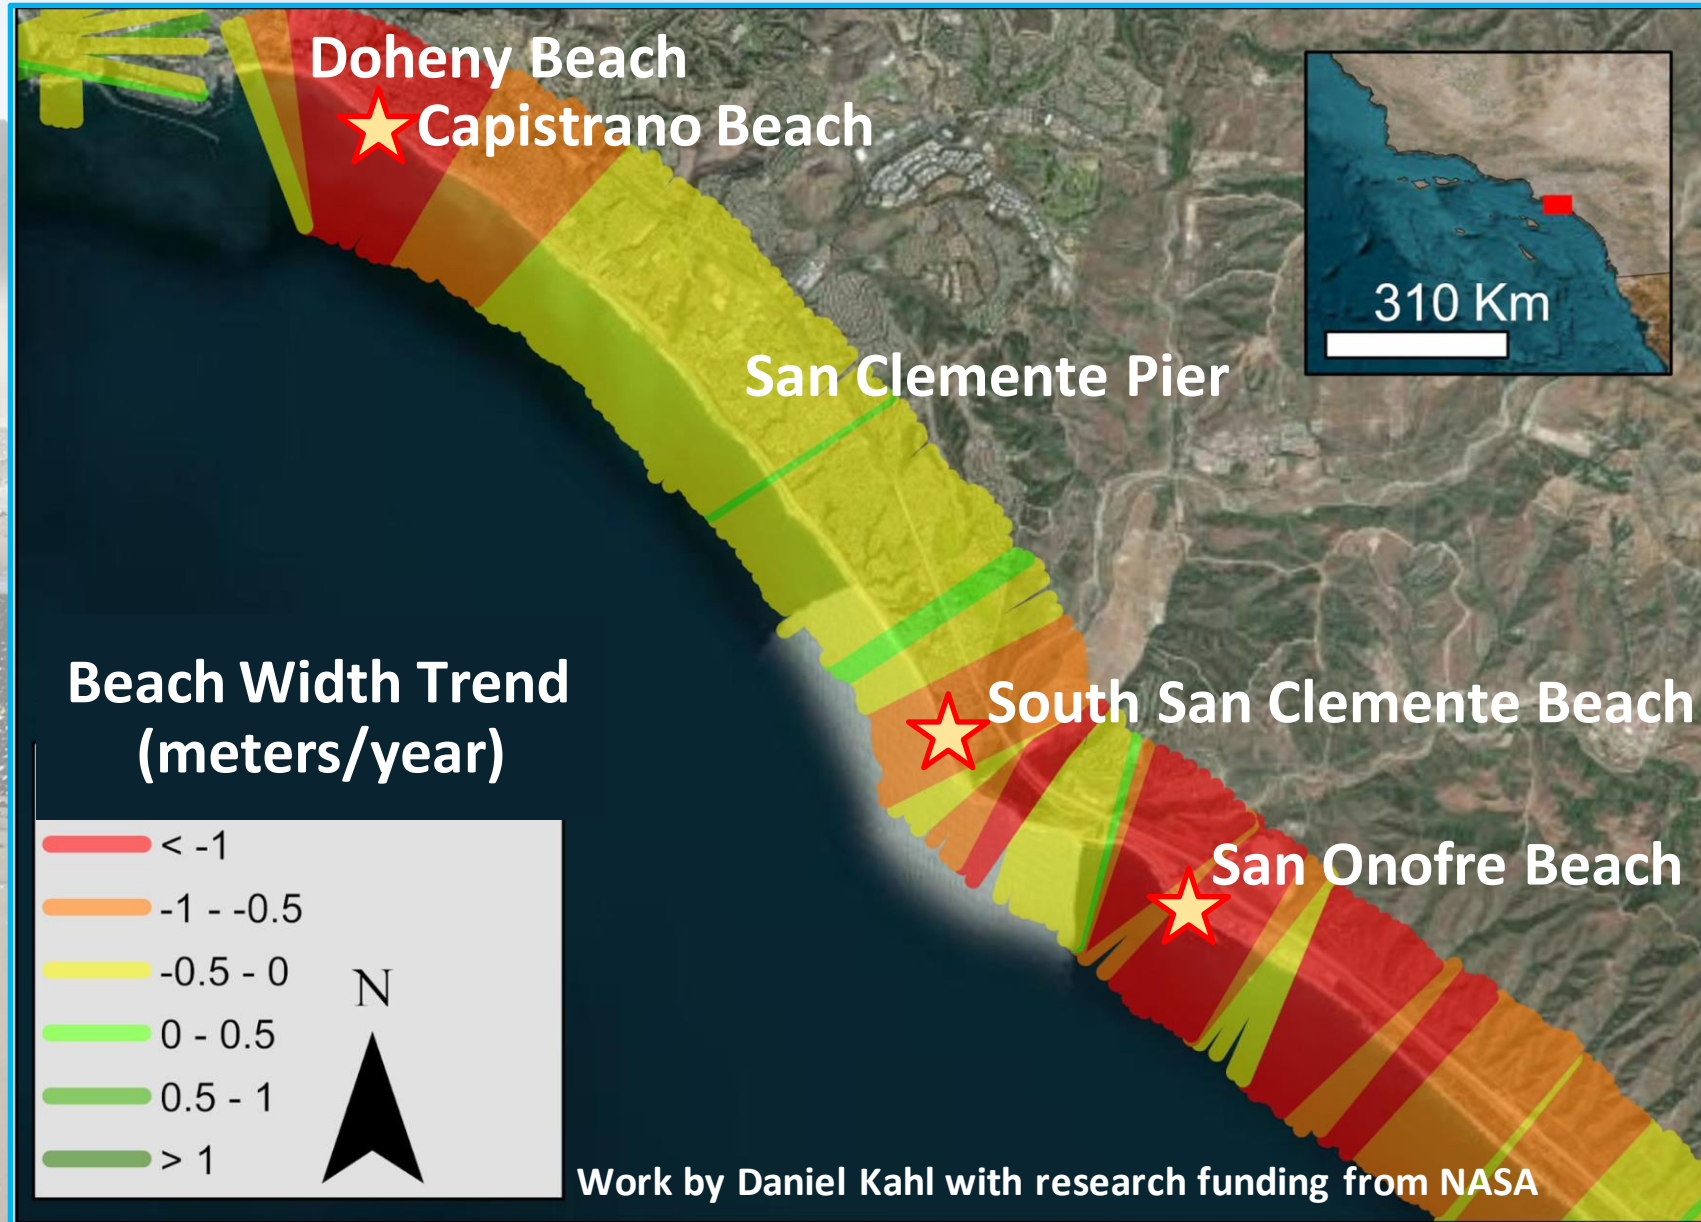 Doheny Beach
Capistrano Beach
310 Km
San Clemente Pier
Beach Width Trend
(meters/year)
South San Clemente Beach
San Onofre Beach
< -1
-1 - -0.5
-0.5 - 0
0 - 0.5
0.5 - 1
> 1
N
Work by Daniel Kahl with research funding from NASA